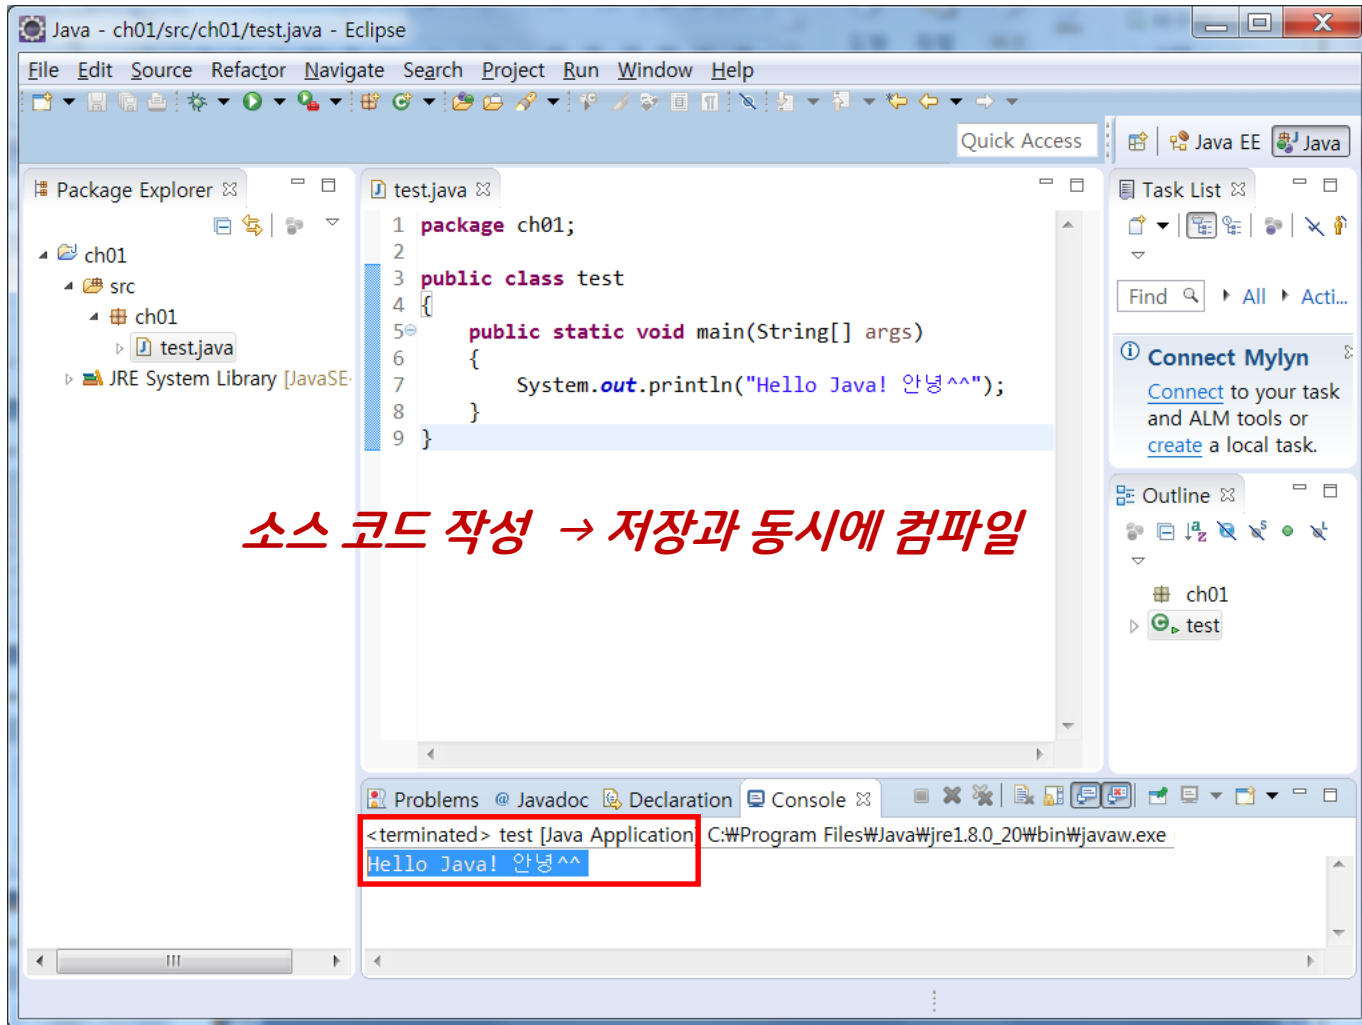 Java - ch01/src/ch01/test.java - Eclipse
File Edit Source Refactor Navigate Search Project Run Window Help
Quick Access
Java EE
Java
Package Explorer
ch01
src
ch01
test.java
JRE System Library [JavaSE-
test.java
1 package ch01;
2
3 public class test
4 {
5 public static void main(String[] args)
6 {
7 System.out.println("Hello Java! 안녕^^");
8 }
9 }
소스 코드 작성 → 저장과 동시에 컴파일
Task List
Find All Acti...
Connect Mylyn
Connect to your task
and ALM tools or
create a local task.
Outline
ch01
test
Problems @ Javadoc Declaration Console
<terminated> test [Java Application] C:₩Program Files₩Java₩jre1.8.0_20₩bin₩javaw.exe
Hello Java! 안녕^^